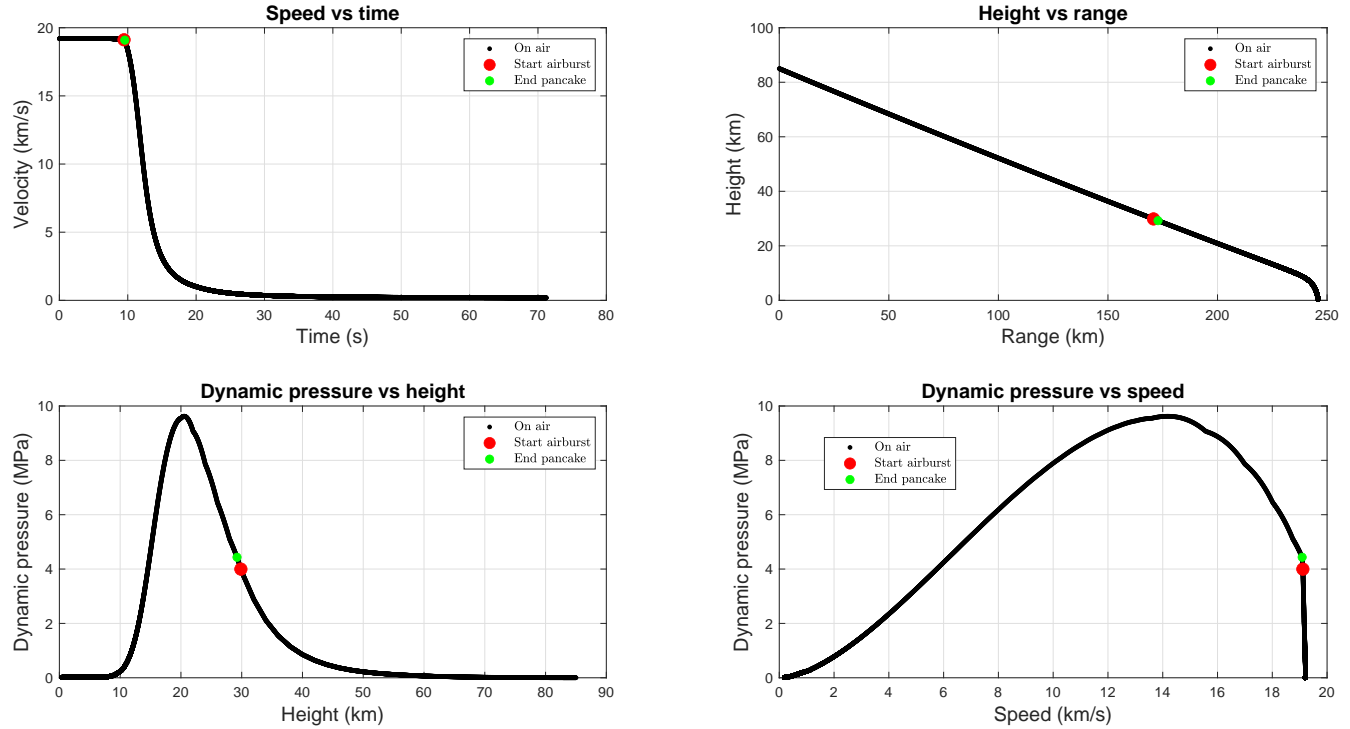 Speed vs time
20
15
10
5
0
Velocity (km/s)
0 10 20 30 40 50 60 70 80
Time (s)
On air
Start airburst
End pancake
Height vs range
100
80
60
40
20
0
Height (km)
0 50 100 150 200 250
Range (km)
On air
Start airburst
End pancake
Dynamic pressure vs height
10
8
6
4
2
0
Dynamic pressure (MPa)
0 10 20 30 40 50 60 70 80 90
Height (km)
On air
Start airburst
End pancake
Dynamic pressure vs speed
10
8
6
4
2
0
Dynamic pressure (MPa)
0 2 4 6 8 10 12 14 16 18 20
Speed (km/s)
On air
Start airburst
End pancake